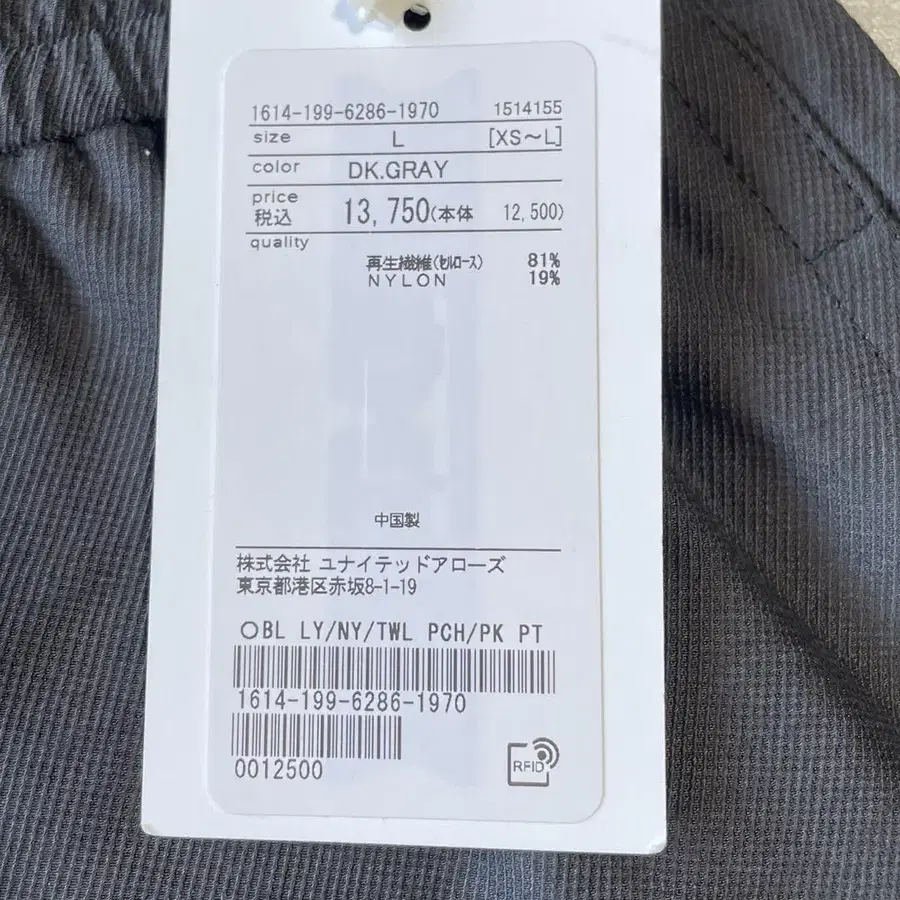 1614-199-6286-1970 1514155
size L [XS～L]
color DK.GRAY
price
税込 13,750(本体 12,500)
quality
再生繊維(セルロース) 81%
NYLON 19%
中国製
株式会社 ユナイテッドアローズ
東京都港区赤坂8-1-19
○BL LY/NY/TWL PCH/PK PT
1614-199-6286-1970
0012500
RFID